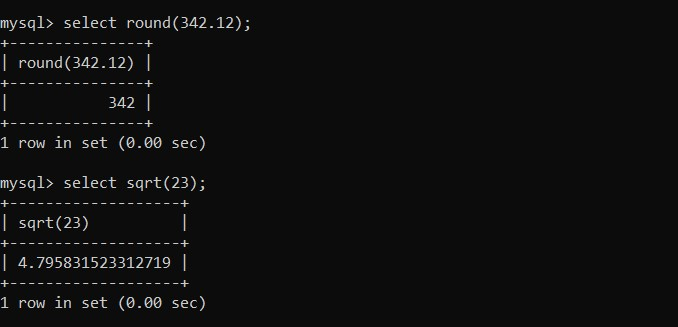 mysql> select round(342.12);
+---------------+
| round(342.12) |
+---------------+
|           342 |
+---------------+
1 row in set (0.00 sec)

mysql> select sqrt(23);
+-------------------+
| sqrt(23)          |
+-------------------+
| 4.795831523312719 |
+-------------------+
1 row in set (0.00 sec)